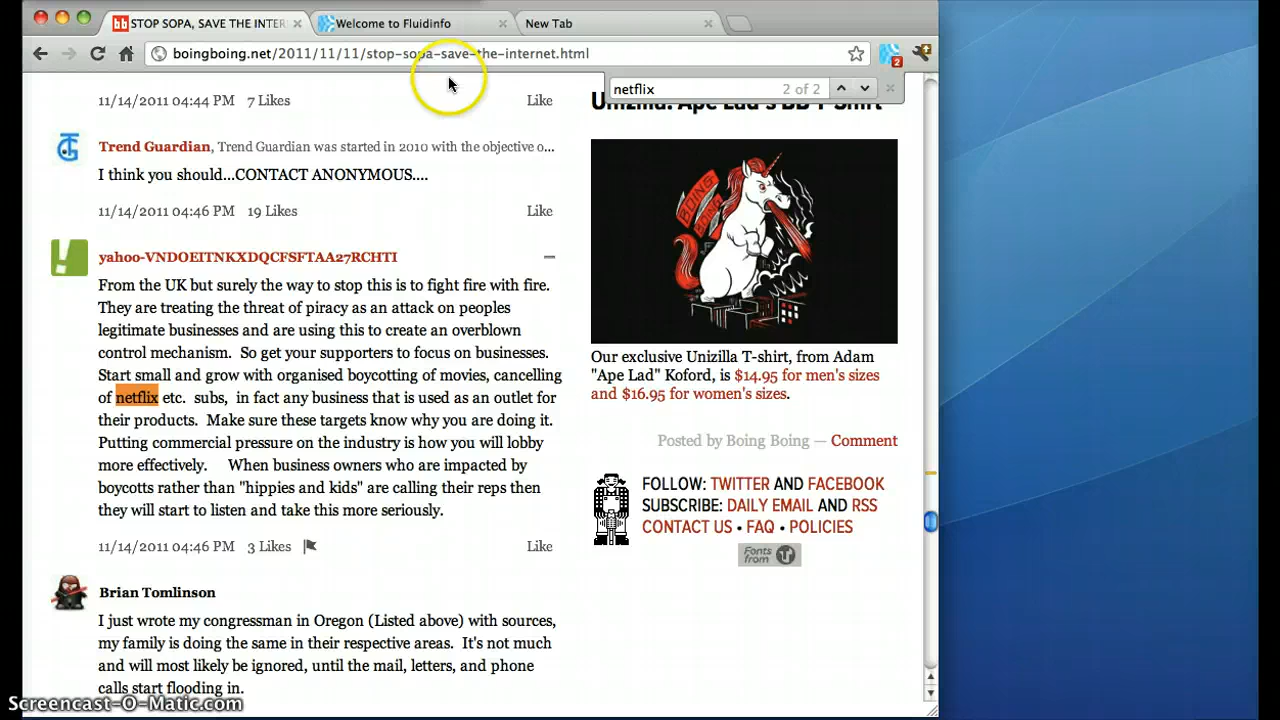 STOP SOPA, SAVE THE INTER
Welcome to Fluidinfo
New Tab
boingboing.net/2011/11/11/stop-sopa-save-the-internet.html
2
netflix 2 of 2
11/14/2011 04:44 PM 7 Likes Like
Trend Guardian, Trend Guardian was started in 2010 with the objective o...
I think you should...CONTACT ANONYMOUS....
11/14/2011 04:46 PM 19 Likes Like
yahoo-VNDOEITNKXDQCFSFTAA27RCHTI
From the UK but surely the way to stop this is to fight fire with fire.
They are treating the threat of piracy as an attack on peoples
legitimate businesses and are using this to create an overblown
control mechanism. So get your supporters to focus on businesses.
Start small and grow with organised boycotting of movies, cancelling
of netflix etc. subs, in fact any business that is used as an outlet for
their products. Make sure these targets know why you are doing it.
Putting commercial pressure on the industry is how you will lobby
more effectively. When business owners who are impacted by
boycotts rather than "hippies and kids" are calling their reps then
they will start to listen and take this more seriously.
11/14/2011 04:46 PM 3 Likes Like
Brian Tomlinson
I just wrote my congressman in Oregon (Listed above) with sources,
my family is doing the same in their respective areas. It's not much
and will most likely be ignored, until the mail, letters, and phone
calls start flooding in.
Unizilla: Ape Lad's BB T-Shirt
BOING
BOING
Our exclusive Unizilla T-shirt, from Adam
"Ape Lad" Koford, is $14.95 for men's sizes
and $16.95 for women's sizes.
Posted by Boing Boing — Comment
FOLLOW: TWITTER AND FACEBOOK
SUBSCRIBE: DAILY EMAIL AND RSS
CONTACT US • FAQ • POLICIES
Fonts
from
Screencast-O-Matic.com